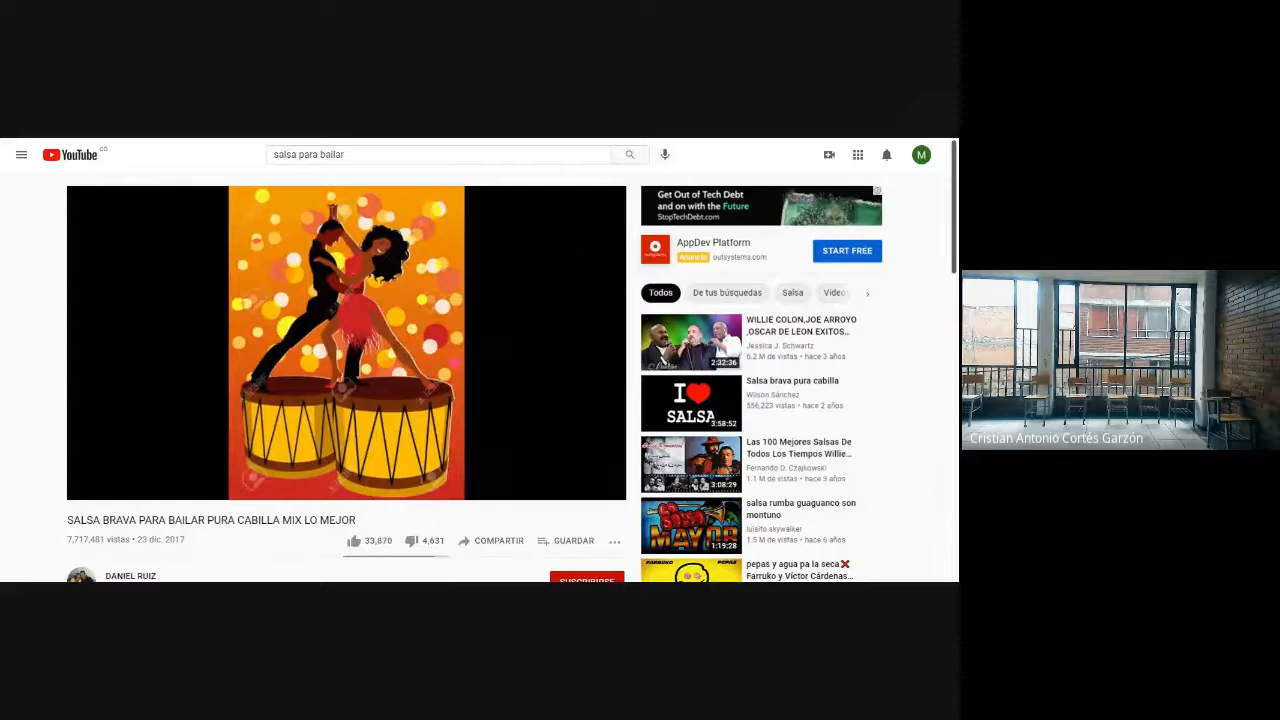 YouTube CO
salsa para bailar
M
Get Out of Tech Debt
and on with the Future
StopTechDebt.com
AppDev Platform
Anuncio outsystems.com
START FREE
Todos
De tus búsquedas
Salsa
Video
WILLIE COLON,JOE ARROYO
,OSCAR DE LEON EXITOS...
Jessica J. Schwartz
6.2 M de vistas • hace 3 años
2:32:36
Salsa brava pura cabilla
Wilson Sánchez
556,223 vistas • hace 2 años
I
SALSA
3:58:52
Las 100 Mejores Salsas De
Todos Los Tiempos Willie...
Fernando O. Czajkowski
1.1 M de vistas • hace 3 años
3:08:29
salsa rumba guaguanco son
montuno
luisito skywalker
1.5 M de vistas • hace 6 años
LA SALSA
MAYOR
1:19:28
pepas y agua pa la seca
Farruko y Víctor Cárdenas...
FARRUKO
PEPAS
SALSA BRAVA PARA BAILAR PURA CABILLA MIX LO MEJOR
7,717,481 vistas • 23 dic. 2017
33,870
4,631
COMPARTIR
GUARDAR
DANIEL RUIZ
SUSCRIBIRSE
Cristian Antonio Cortés Garzón